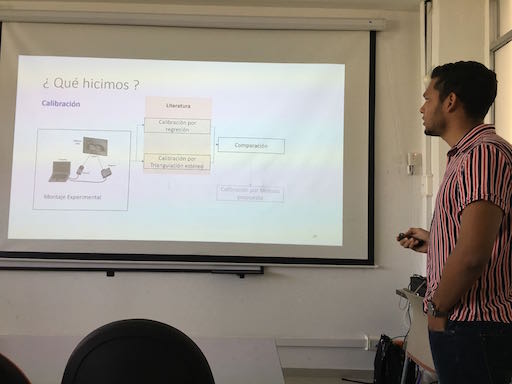 ¿ Qué hicimos ?
Calibración
Literatura
Calibración por
regresión
Calibración por
Triangulación estéreo
Comparación
Calibración por Método
propuesto
Montaje Experimental